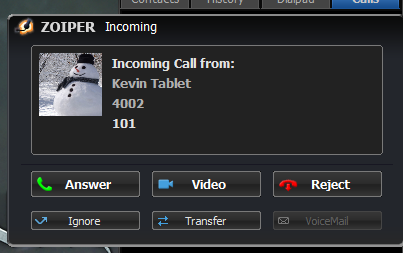 Contacts History Dialpad Calls
ZOIPER Incoming
Incoming Call from:
Kevin Tablet
4002
101
Answer Video Reject
Ignore Transfer VoiceMail